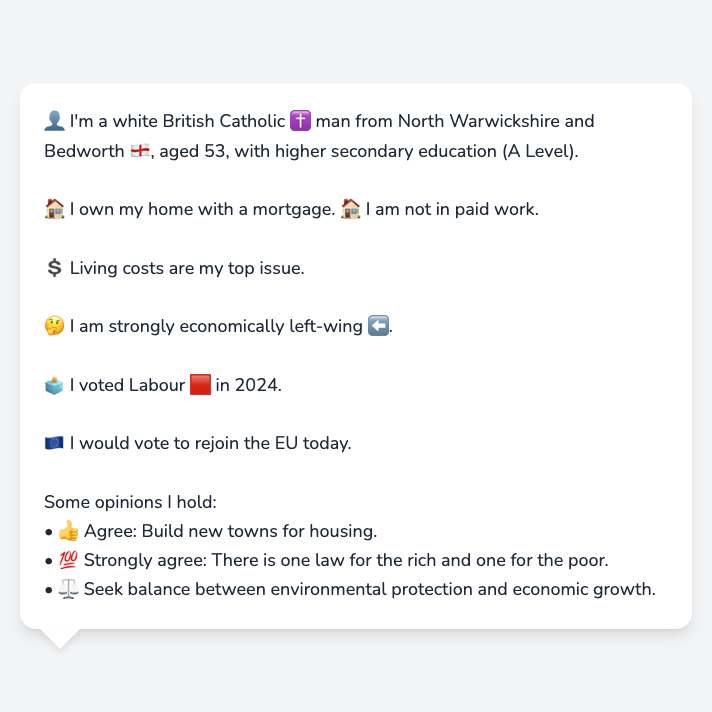 👤 I'm a white British Catholic ✝️ man from North Warwickshire and
Bedworth 🏴󠁧󠁢󠁥󠁮󠁧󠁿, aged 53, with higher secondary education (A Level).
🏠 I own my home with a mortgage. 🏠 I am not in paid work.
💲 Living costs are my top issue.
🤔 I am strongly economically left-wing ⬅️.
🗳️ I voted Labour 🟥 in 2024.
🇪🇺 I would vote to rejoin the EU today.
Some opinions I hold:
• 👍 Agree: Build new towns for housing.
• 💯 Strongly agree: There is one law for the rich and one for the poor.
• ⚖️ Seek balance between environmental protection and economic growth.